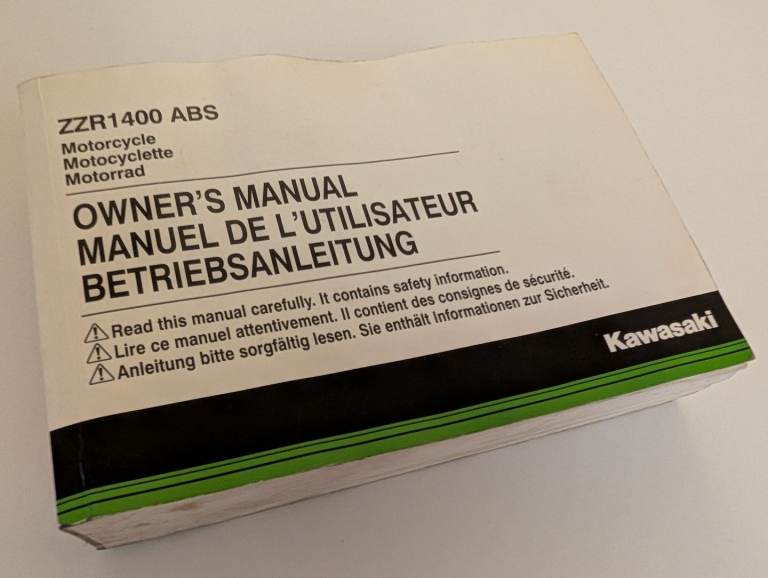 ZZR1400 ABS
Motorcycle
Motocyclette
Motorrad
OWNER'S MANUAL
MANUEL DE L'UTILISATEUR
BETRIEBSANLEITUNG
Read this manual carefully. It contains safety information.
Lire ce manuel attentivement. Il contient des consignes de sécurité.
Anleitung bitte sorgfältig lesen. Sie enthält Informationen zur Sicherheit.
Kawasaki